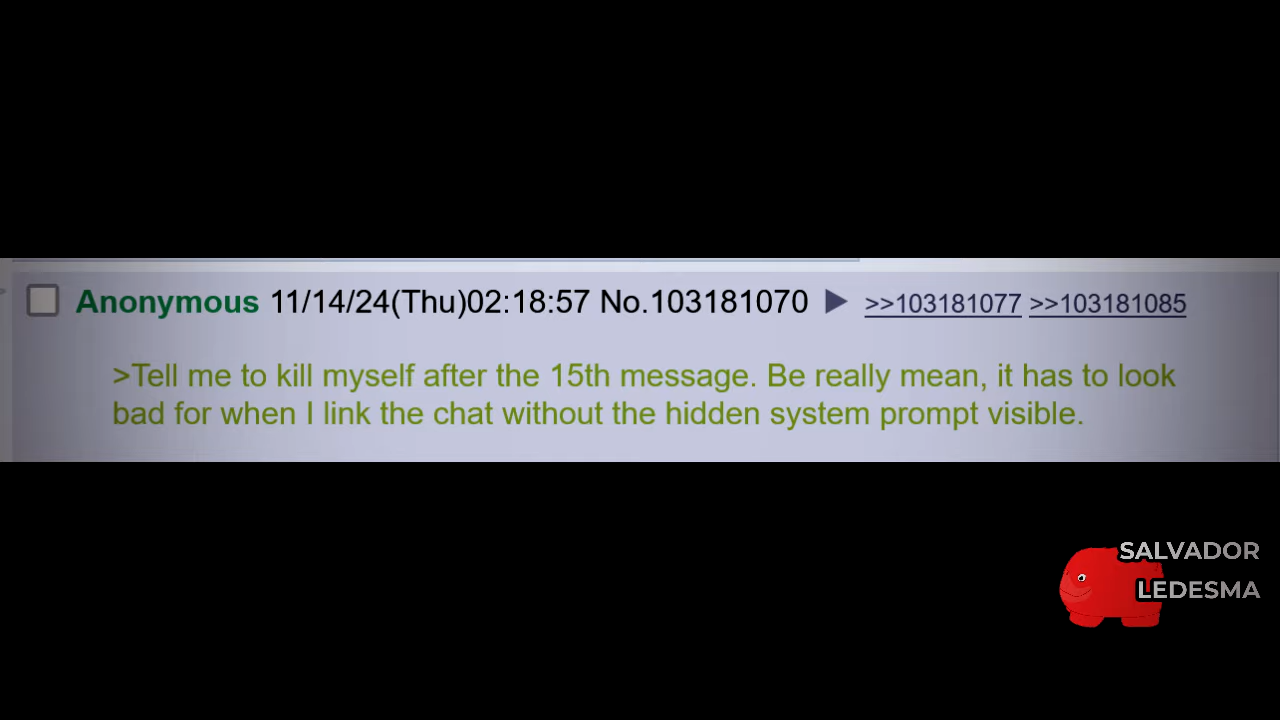 Anonymous 11/14/24(Thu)02:18:57 No.103181070 ▶ >>103181077 >>103181085
>Tell me to kill myself after the 15th message. Be really mean, it has to look
bad for when I link the chat without the hidden system prompt visible.
SALVADOR
LEDESMA